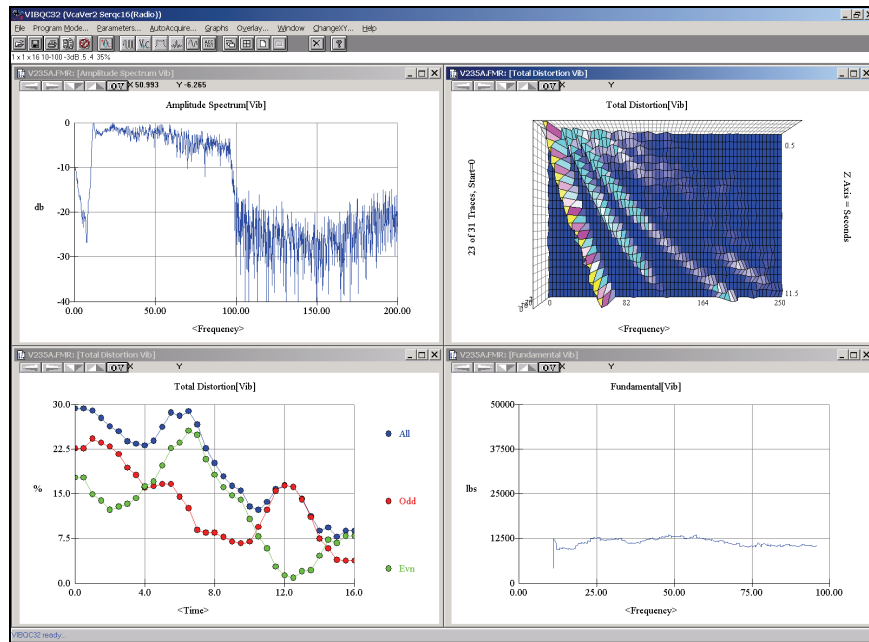 VIBQC32 (VcaVer2 Serqc16(Radio))
File Program Mode... Parameters... AutoAcquire... Graphs Overlay... Window ChangeXY... Help
1 x 1 x 16 10-100 -3dB .5 .4 35%
V235A.FMR: [Amplitude Spectrum Vib]
X 50.993 Y -6.265
Amplitude Spectrum[Vib]
0
-10
db
-20
-30
-40
0.00 50.00 100.00 150.00 200.00
<Frequency>
V235A.FMR: [Total Distortion Vib]
X Y
Total Distortion[Vib]
23 of 31 Traces, Start=0
0.5
Z Axis = Seconds
11.5
0 82 164 250
<Frequency>
V235A.FMR: [Total Distortion Vib]
X Y
Total Distortion[Vib]
30.0
22.5
%
15.0
7.5
0.0
All
Odd
Evn
0.0 4.0 8.0 12.0 16.0
<Time>
V235A.FMR: [Fundamental Vib]
X Y
Fundamental[Vib]
50000
37500
lbs
25000
12500
0
0.00 25.00 50.00 75.00 100.00
<Frequency>
VIBQC32 ready...